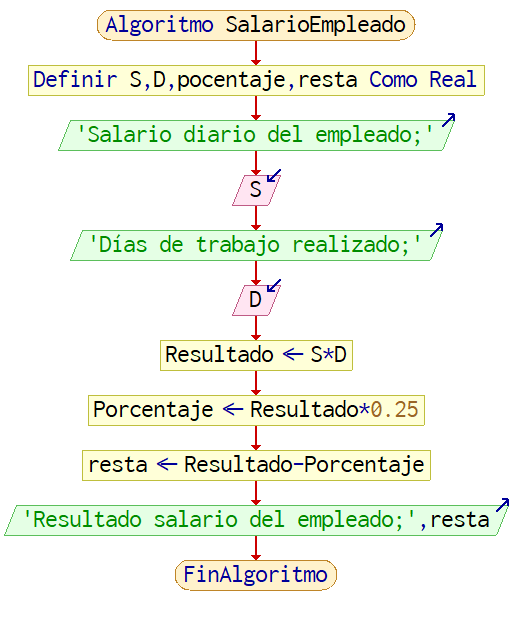 Algoritmo SalarioEmpleado
Definir S,D,pocentaje,resta Como Real
'Salario diario del empleado;'
S
'Días de trabajo realizado;'
D
Resultado ← S*D
Porcentaje ← Resultado*0.25
resta ← Resultado-Porcentaje
'Resultado salario del empleado;',resta
FinAlgoritmo